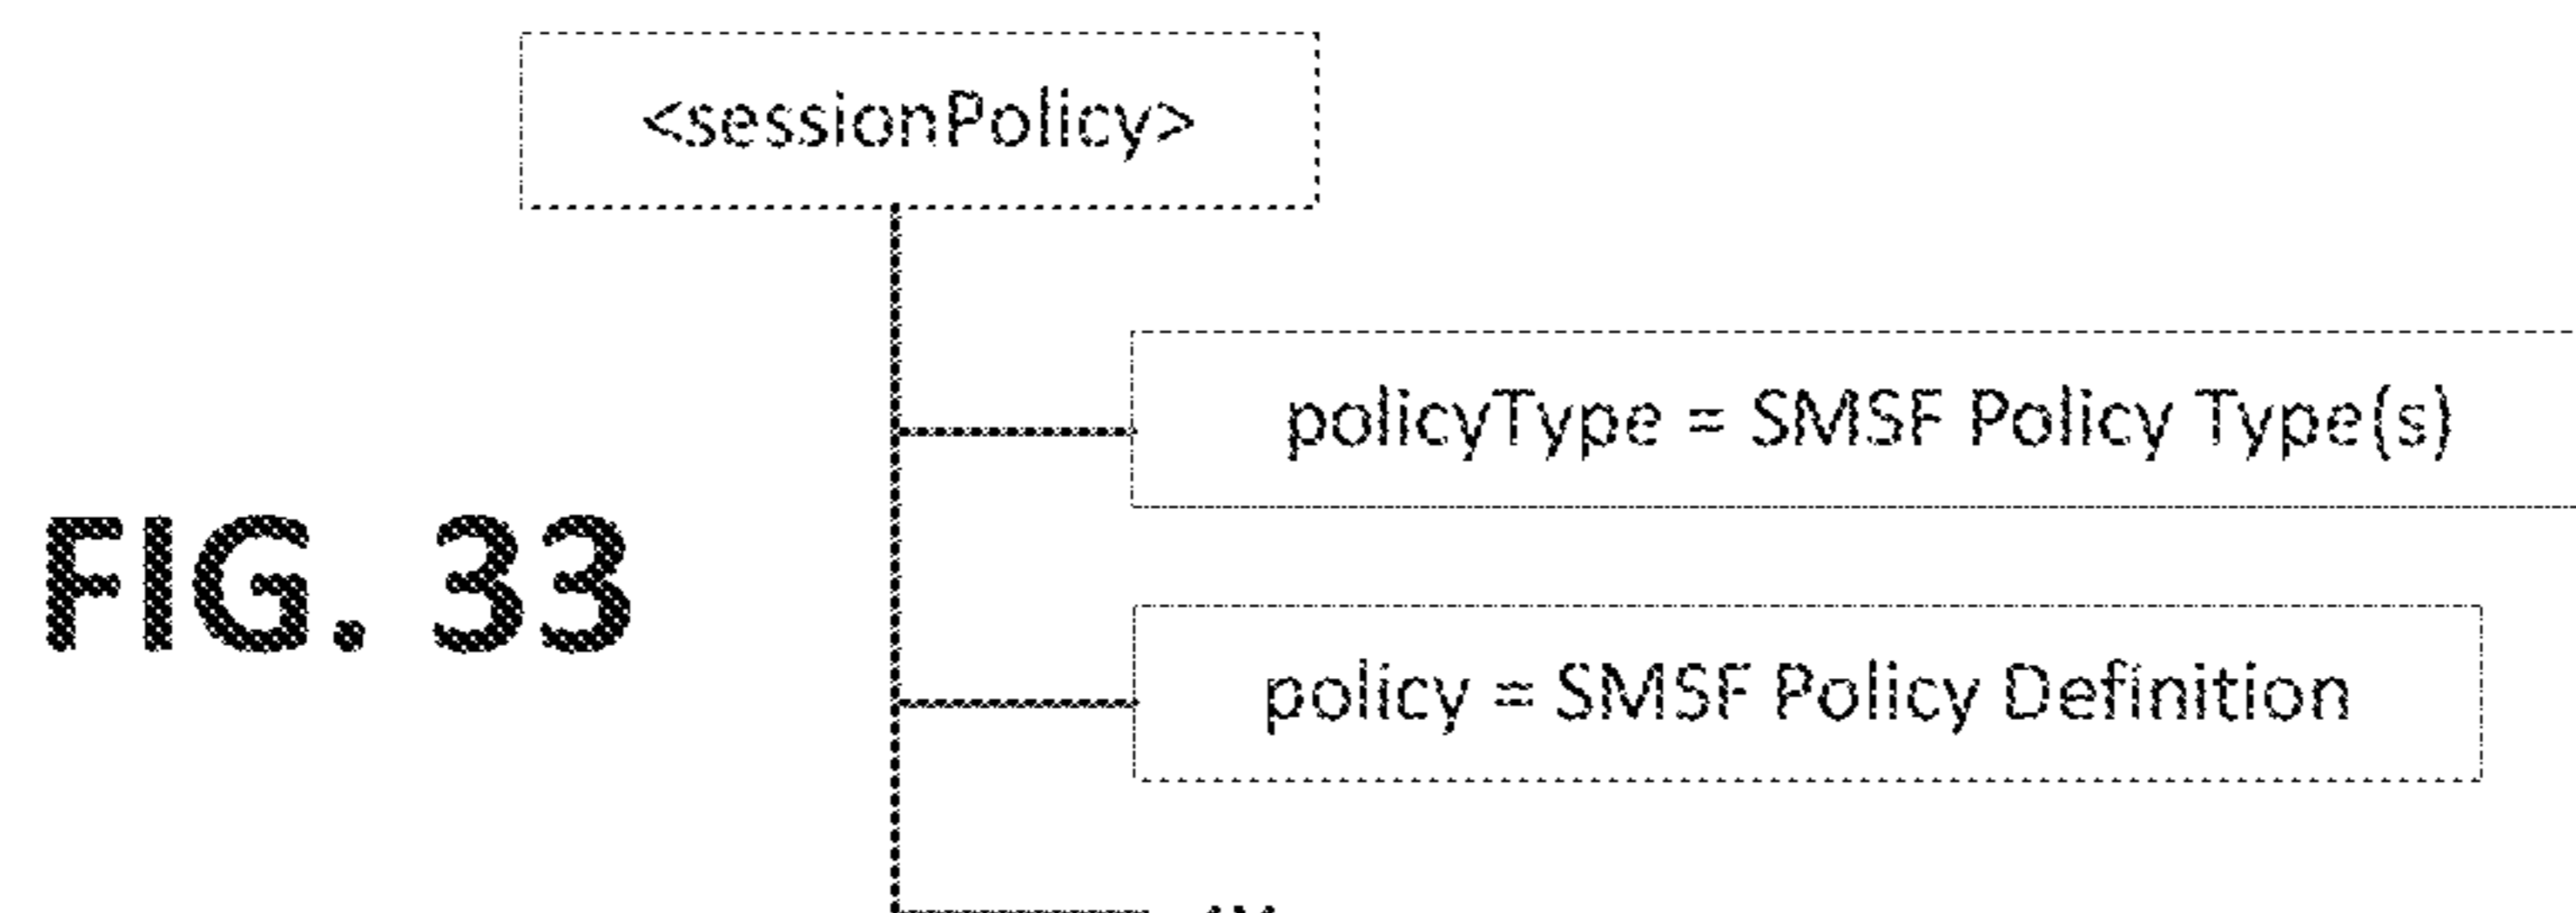 <sessionPolicy>
policyType = SMSF Policy Type(s)
FIG. 33
policy = SMSF Policy Definition